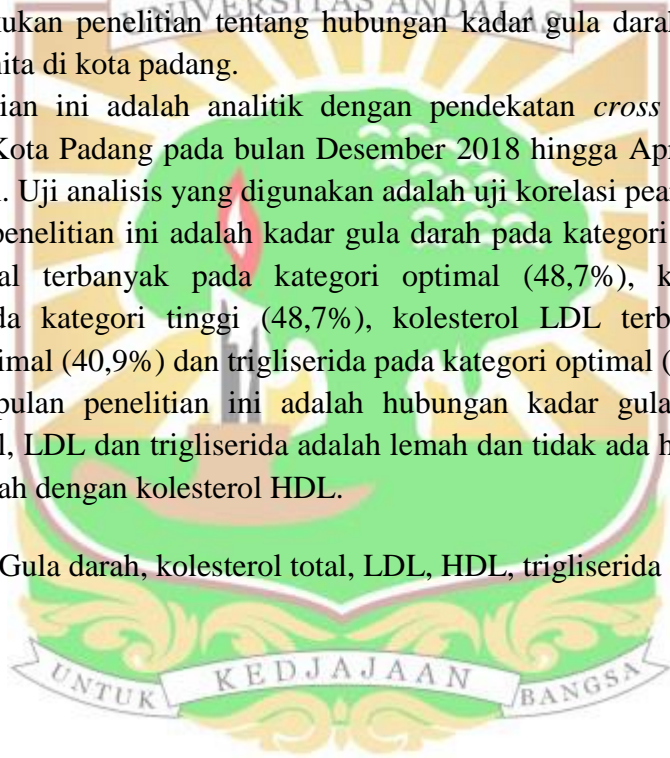 UNIVERSITAS ANDALAS
ukan penelitian tentang hubungan kadar gula dara
ita di kota padang.
ian ini adalah analitik dengan pendekatan cross
Kota Padang pada bulan Desember 2018 hingga Ap
. Uji analisis yang digunakan adalah uji korelasi pea
penelitian ini adalah kadar gula darah pada kategori
al terbanyak pada kategori optimal (48,7%), k
da kategori tinggi (48,7%), kolesterol LDL terb
imal (40,9%) dan trigliserida pada kategori optimal (
pulan penelitian ini adalah hubungan kadar gula
l, LDL dan trigliserida adalah lemah dan tidak ada h
ah dengan kolesterol HDL.
Gula darah, kolesterol total, LDL, HDL, trigliserida
UNTUK KEDJAJAAN BANGSA